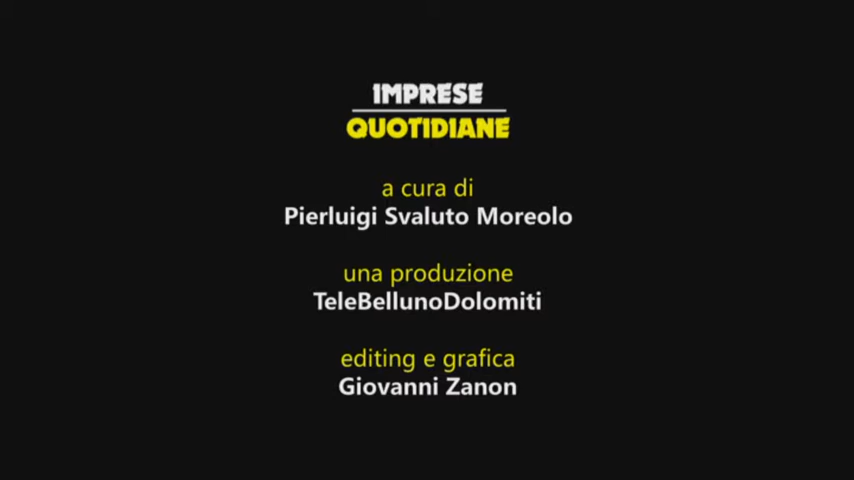 IMPRESE
QUOTIDIANE
a cura di
Pierluigi Svaluto Moreolo
una produzione
TeleBellunoDolomiti
editing e grafica
Giovanni Zanon